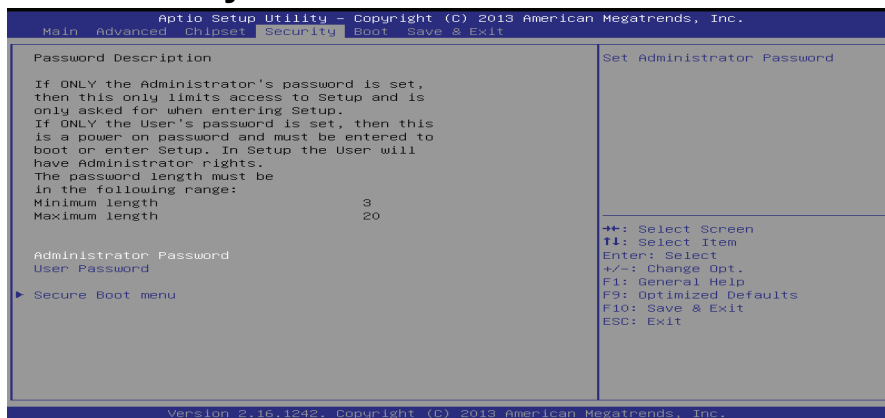 Aptio Setup Utility – Copyright (C) 2013 American Megatrends, Inc.
Main Advanced Chipset Security Boot Save & Exit
Password Description
If ONLY the Administrator's password is set,
then this only limits access to Setup and is
only asked for when entering Setup.
If ONLY the User's password is set, then this
is a power on password and must be entered to
boot or enter Setup. In Setup the User will
have Administrator rights.
The password length must be
in the following range:
Minimum length 3
Maximum length 20
Administrator Password
User Password
Secure Boot menu
Set Administrator Password
→←: Select Screen
↑↓: Select Item
Enter: Select
+/-: Change Opt.
F1: General Help
F9: Optimized Defaults
F10: Save & Exit
ESC: Exit
Version 2.16.1242. Copyright (C) 2013 American Megatrends, Inc.